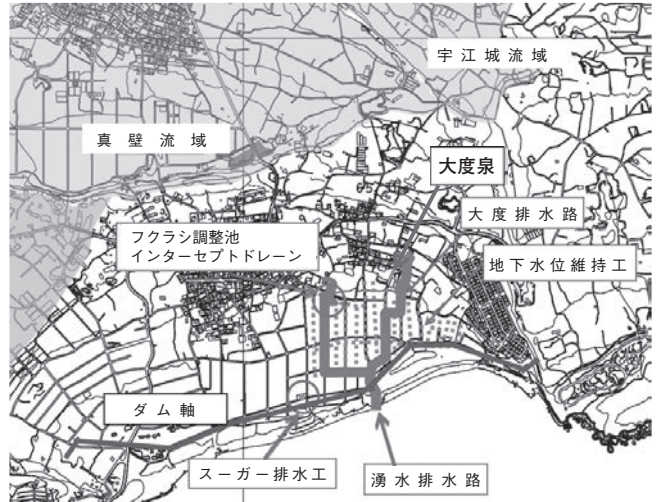 宇江城流域
真壁流域
大度泉
大度排水路
フクラシ調整池
インターセプトドレーン
地下水位維持工
ダム軸
スーガー排水工
湧水排水路